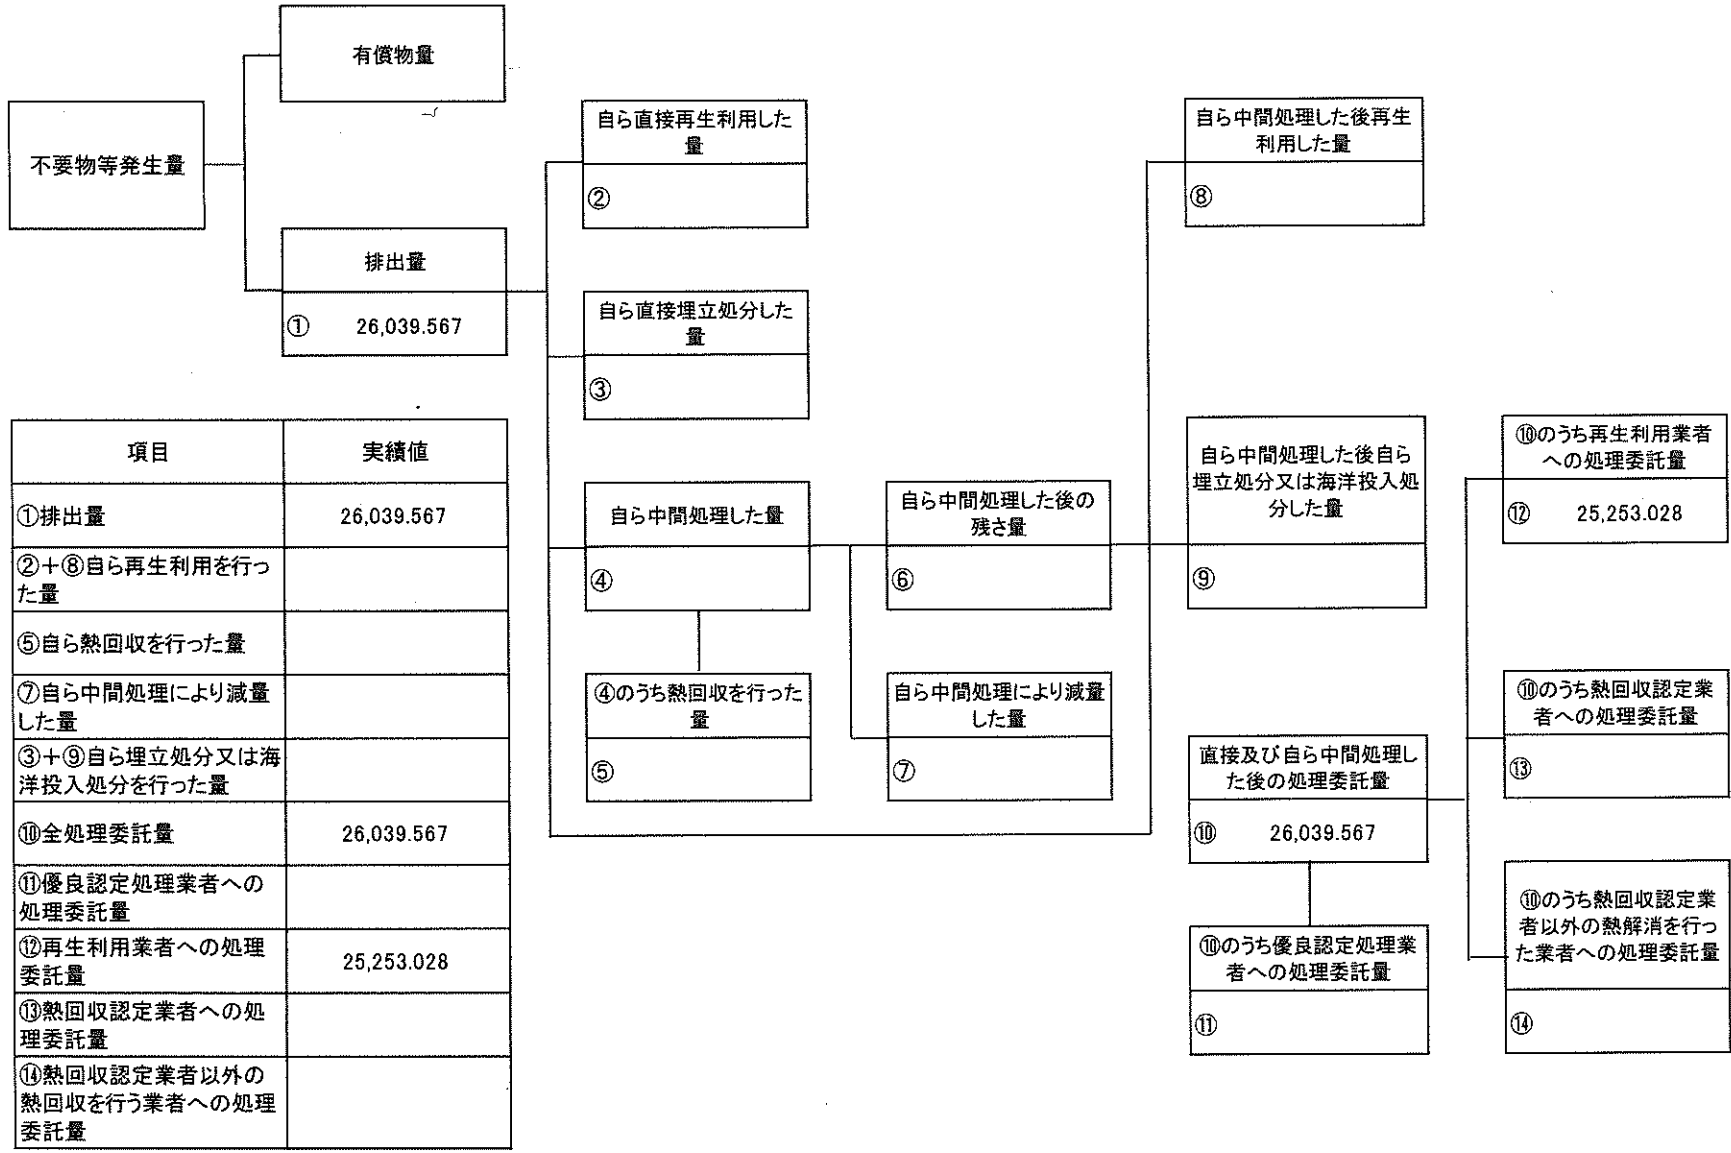 有償物量
不要物等発生量
排出量
① 26,039.567
自ら直接再生利用した
量
②
自ら直接埋立処分した
量
③
自ら中間処理した量
④
④のうち熱回収を行った
量
⑤
自ら中間処理した後の
残さ量
⑥
自ら中間処理により減量
した量
⑦
自ら中間処理した後再生
利用した量
⑧
自ら中間処理した後自ら
埋立処分又は海洋投入処
分した量
⑨
直接及び自ら中間処理し
た後の処理委託量
⑩ 26,039.567
⑩のうち優良認定処理業
者への処理委託量
⑪
⑩のうち再生利用業者
への処理委託量
⑫ 25,253.028
⑩のうち熱回収認定業
者への処理委託量
⑬
⑩のうち熱回収認定業
者以外の熱解消を行っ
た業者への処理委託量
⑭
項目 実績値
①排出量 26,039.567
②+⑧自ら再生利用を行っ
た量
⑤自ら熱回収を行った量
⑦自ら中間処理により減量
した量
③+⑨自ら埋立処分又は海
洋投入処分を行った量
⑩全処理委託量 26,039.567
⑪優良認定処理業者への
処理委託量
⑫再生利用業者への処理
委託量 25,253.028
⑬熱回収認定業者への処
理委託量
⑭熱回収認定業者以外の
熱回収を行う業者への処理
委託量